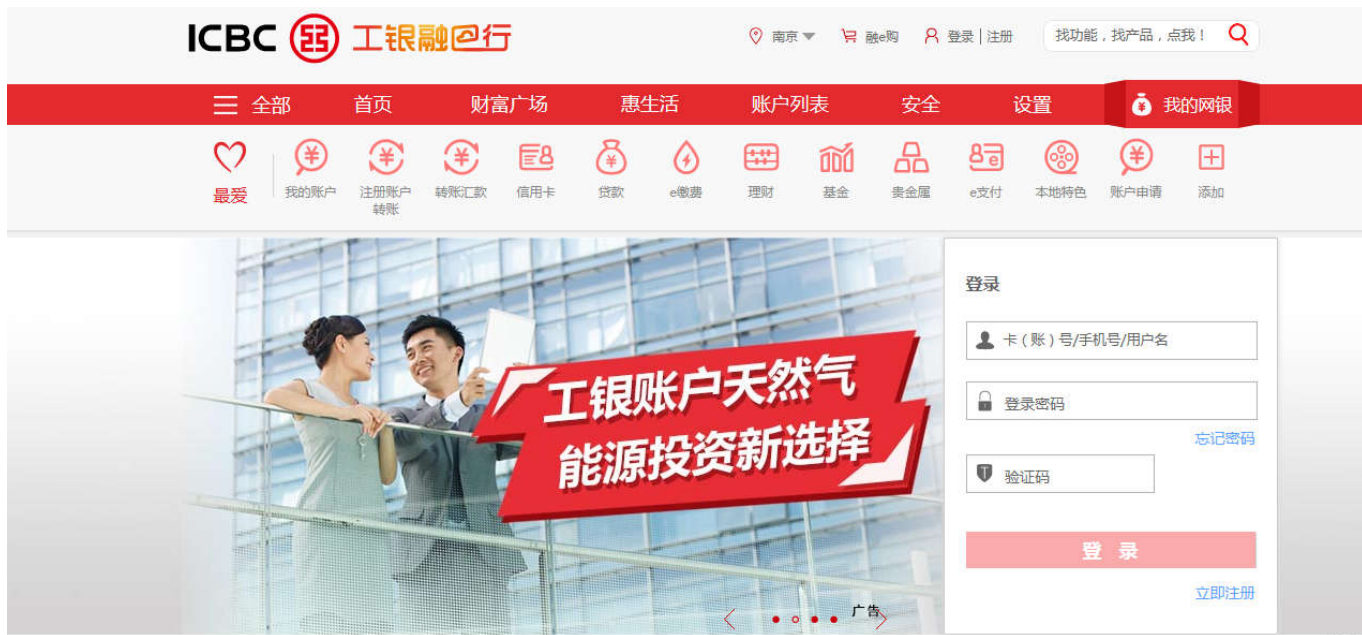 ICBC 工银融e行
南京 融e购 登录 | 注册 找功能，找产品，点我！
全部 首页 财富广场 惠生活 账户列表 安全 设置 我的网银
最爱 我的账户 注册账户转账 转账汇款 信用卡 贷款 e缴费 理财 基金 贵金属 e支付 本地特色 账户申请 添加
工银账户天然气
能源投资新选择
广告
登录
卡（账）号/手机号/用户名
登录密码
忘记密码
验证码
登 录
立即注册